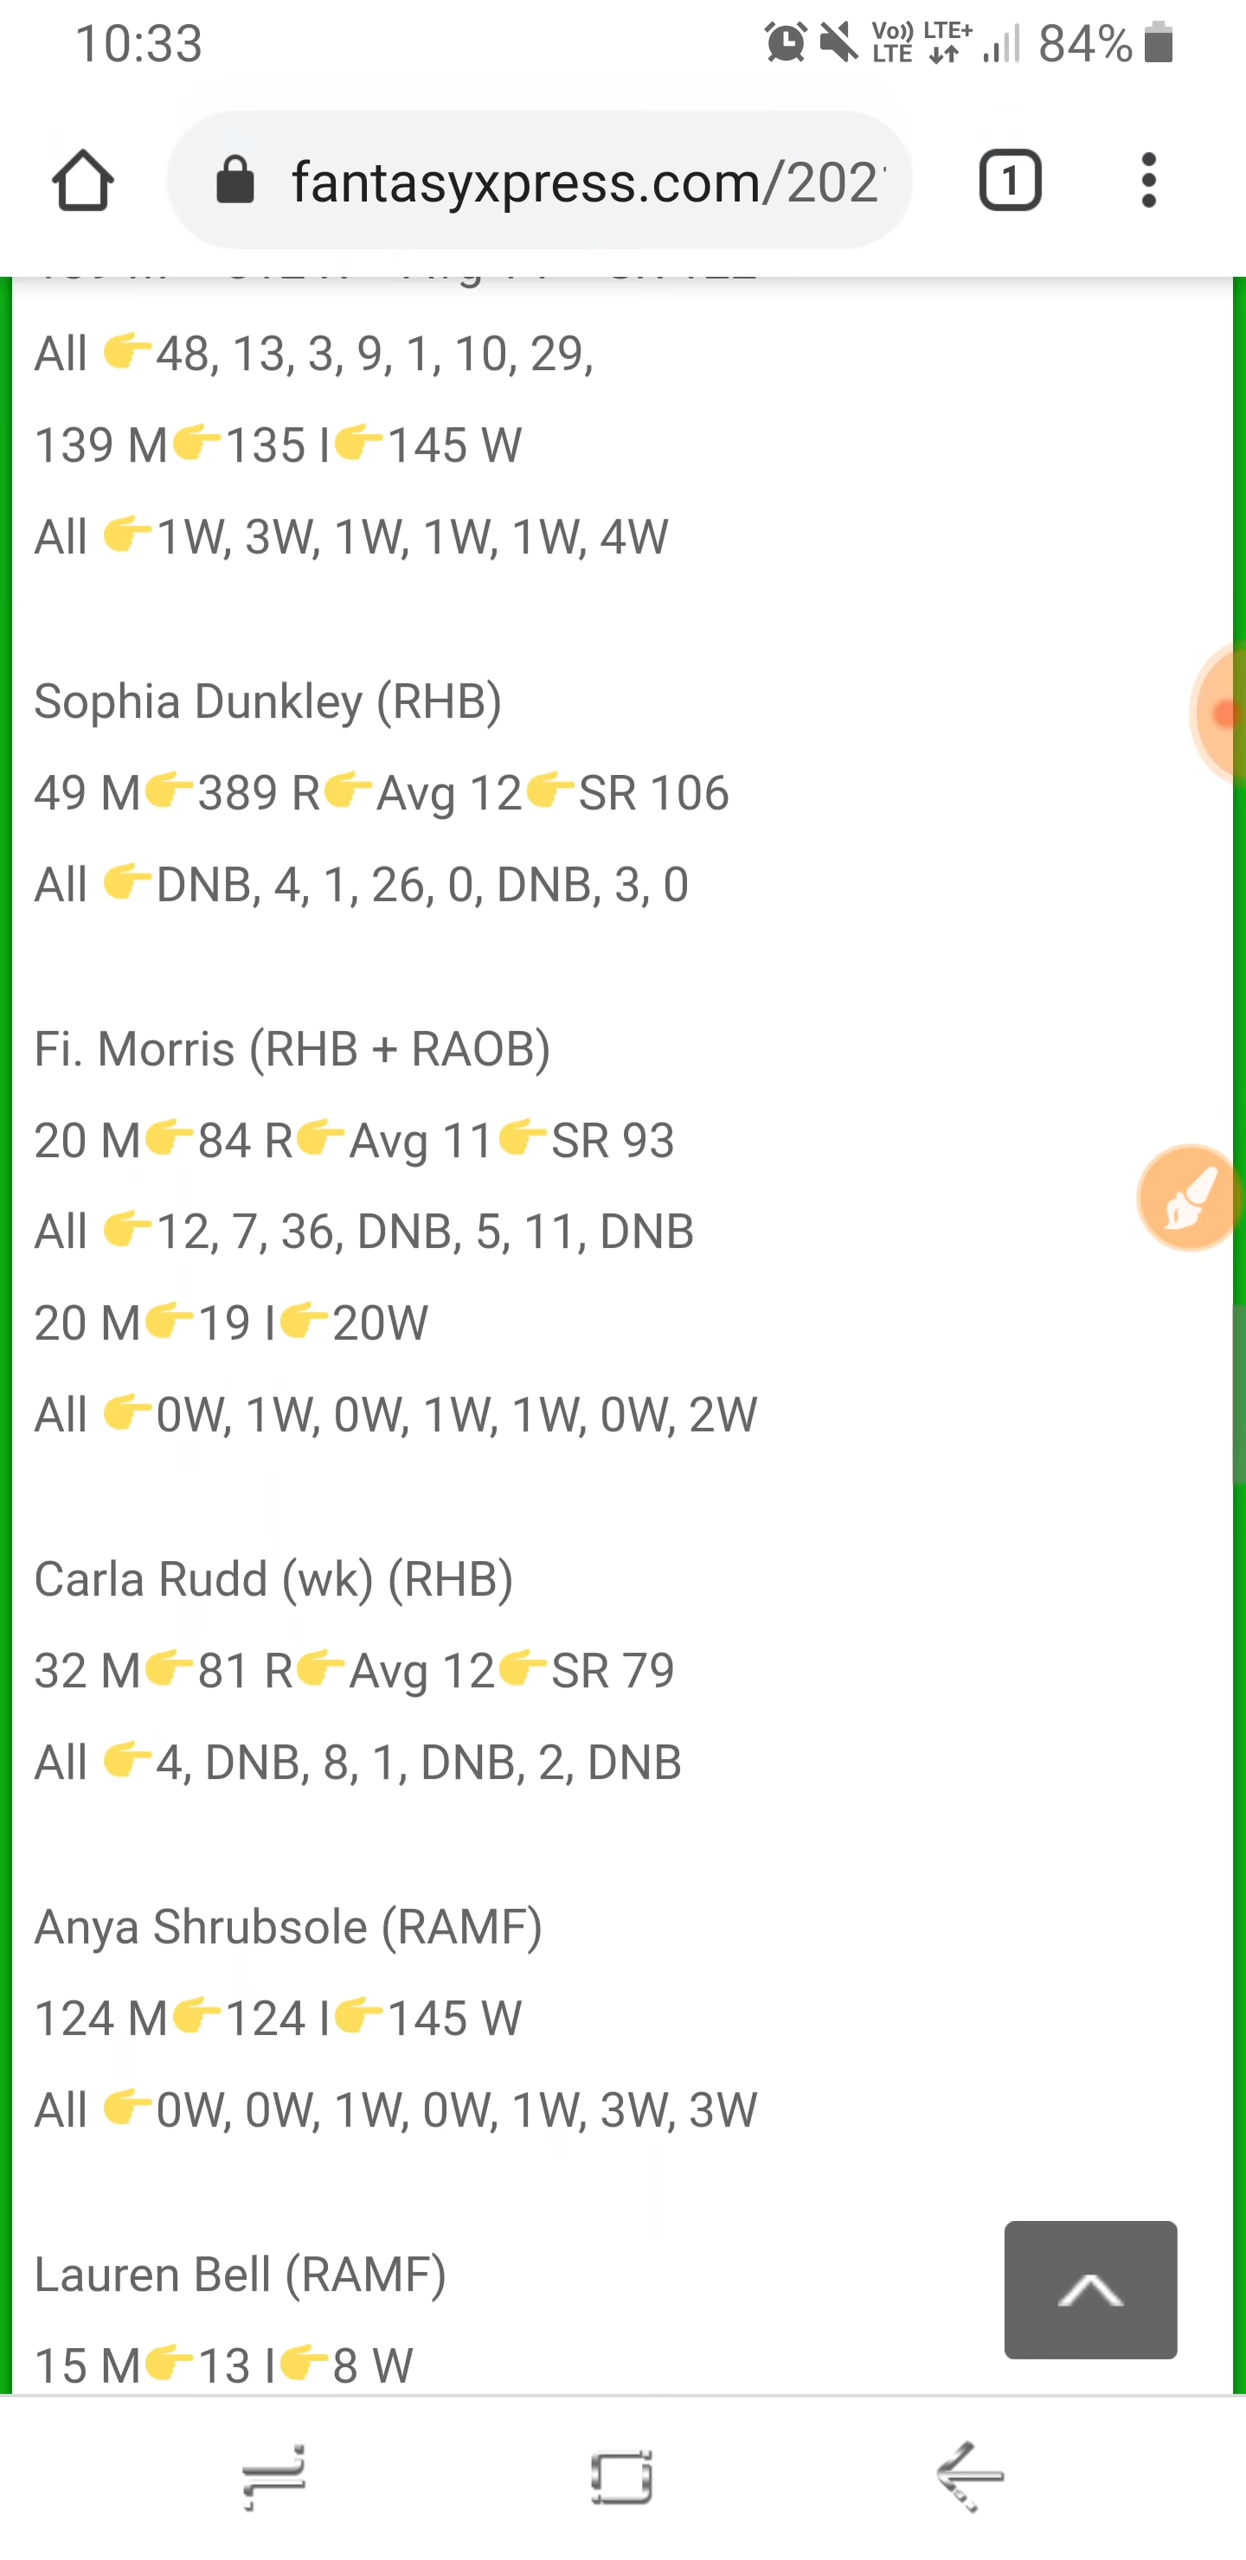 10:33
Vo)) LTE LTE+ 84%
fantasyxpress.com/202
1
All 👉48, 13, 3, 9, 1, 10, 29,
139 M👉135 I👉145 W
All 👉1W, 3W, 1W, 1W, 1W, 4W
Sophia Dunkley (RHB)
49 M👉389 R👉Avg 12👉SR 106
All 👉DNB, 4, 1, 26, 0, DNB, 3, 0
Fi. Morris (RHB + RAOB)
20 M👉84 R👉Avg 11👉SR 93
All 👉12, 7, 36, DNB, 5, 11, DNB
20 M👉19 I👉20W
All 👉0W, 1W, 0W, 1W, 1W, 0W, 2W
Carla Rudd (wk) (RHB)
32 M👉81 R👉Avg 12👉SR 79
All 👉4, DNB, 8, 1, DNB, 2, DNB
Anya Shrubsole (RAMF)
124 M👉124 I👉145 W
All 👉0W, 0W, 1W, 0W, 1W, 3W, 3W
Lauren Bell (RAMF)
15 M👉13 I👉8 W